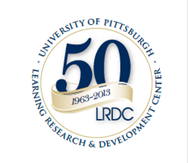 · UNIVERSITY OF PITTSBURGH ·
LEARNING RESEARCH & DEVELOPMENT CENTER
50
1963-2013
LRDC